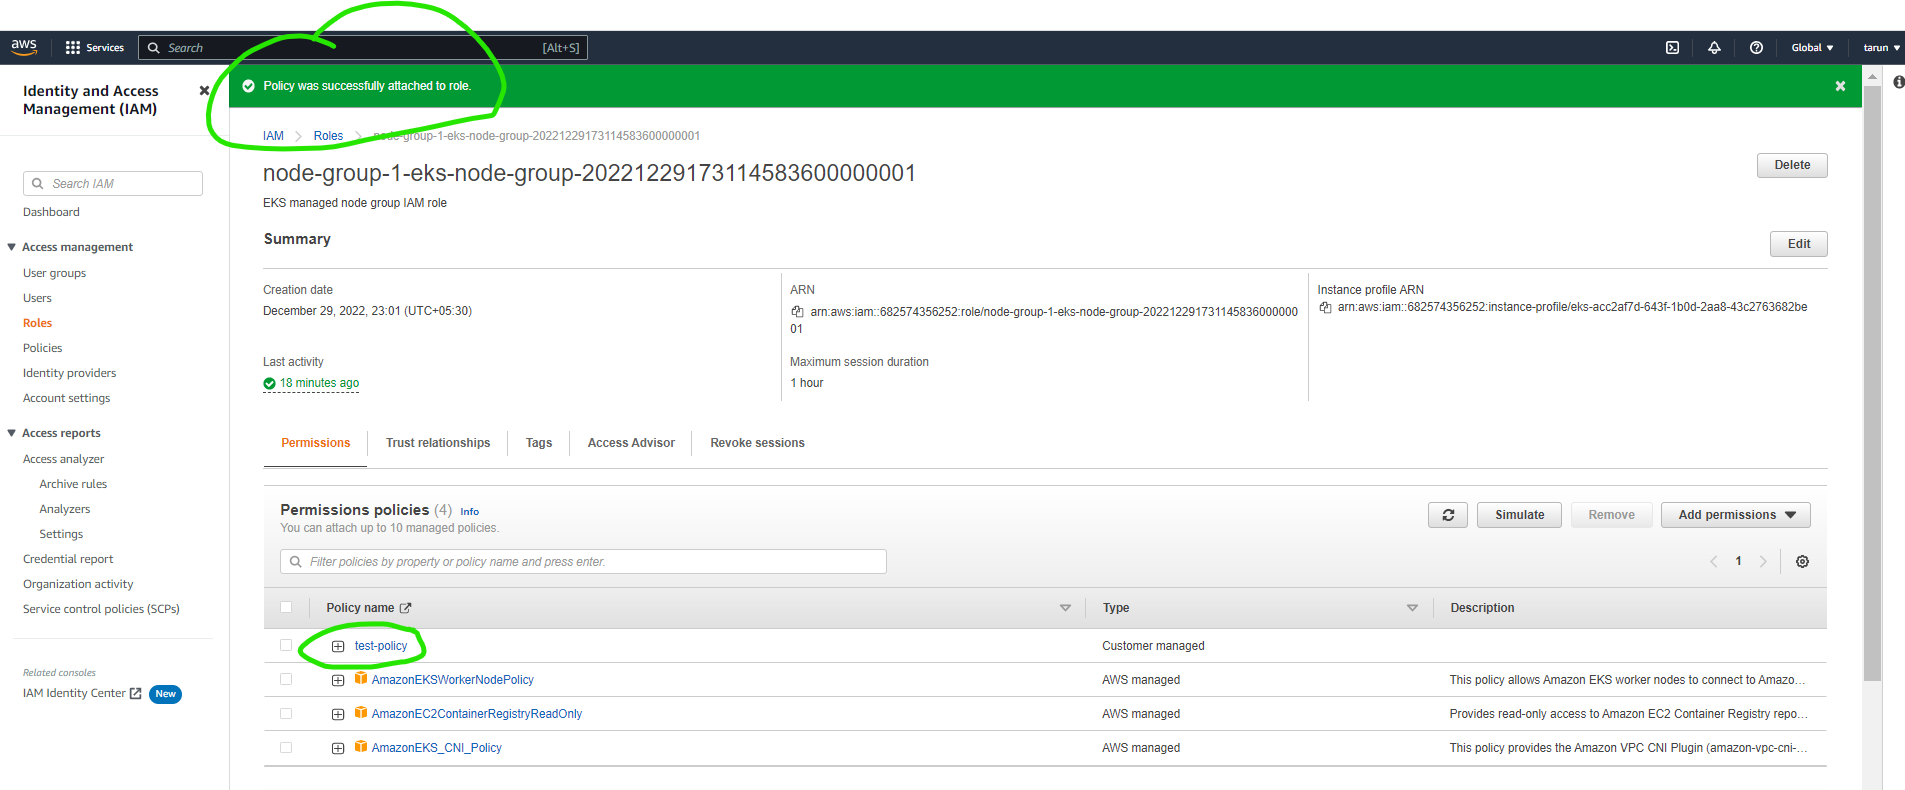 aws Services Search [Alt+S] Global tarun
Identity and Access Management (IAM)
Search IAM
Dashboard
Access management
User groups
Users
Roles
Policies
Identity providers
Account settings
Access reports
Access analyzer
Archive rules
Analyzers
Settings
Credential report
Organization activity
Service control policies (SCPs)
Related consoles
IAM Identity Center New
Policy was successfully attached to role.
IAM Roles node-group-1-eks-node-group-20221229173114583600000001
node-group-1-eks-node-group-20221229173114583600000001
Delete
EKS managed node group IAM role
Summary
Edit
Creation date
December 29, 2022, 23:01 (UTC+05:30)
ARN
arn:aws:iam::682574356252:role/node-group-1-eks-node-group-202212291731145836000000
01
Instance profile ARN
arn:aws:iam::682574356252:instance-profile/eks-acc2af7d-643f-1b0d-2aa8-43c2763682be
Last activity
18 minutes ago
Maximum session duration
1 hour
Permissions Trust relationships Tags Access Advisor Revoke sessions
Permissions policies (4) Info
You can attach up to 10 managed policies.
Simulate Remove Add permissions
Filter policies by property or policy name and press enter.
1
Policy name Type Description
test-policy Customer managed
AmazonEKSWorkerNodePolicy AWS managed This policy allows Amazon EKS worker nodes to connect to Amazo…
AmazonEC2ContainerRegistryReadOnly AWS managed Provides read-only access to Amazon EC2 Container Registry repo…
AmazonEKS_CNI_Policy AWS managed This policy provides the Amazon VPC CNI Plugin (amazon-vpc-cni-…